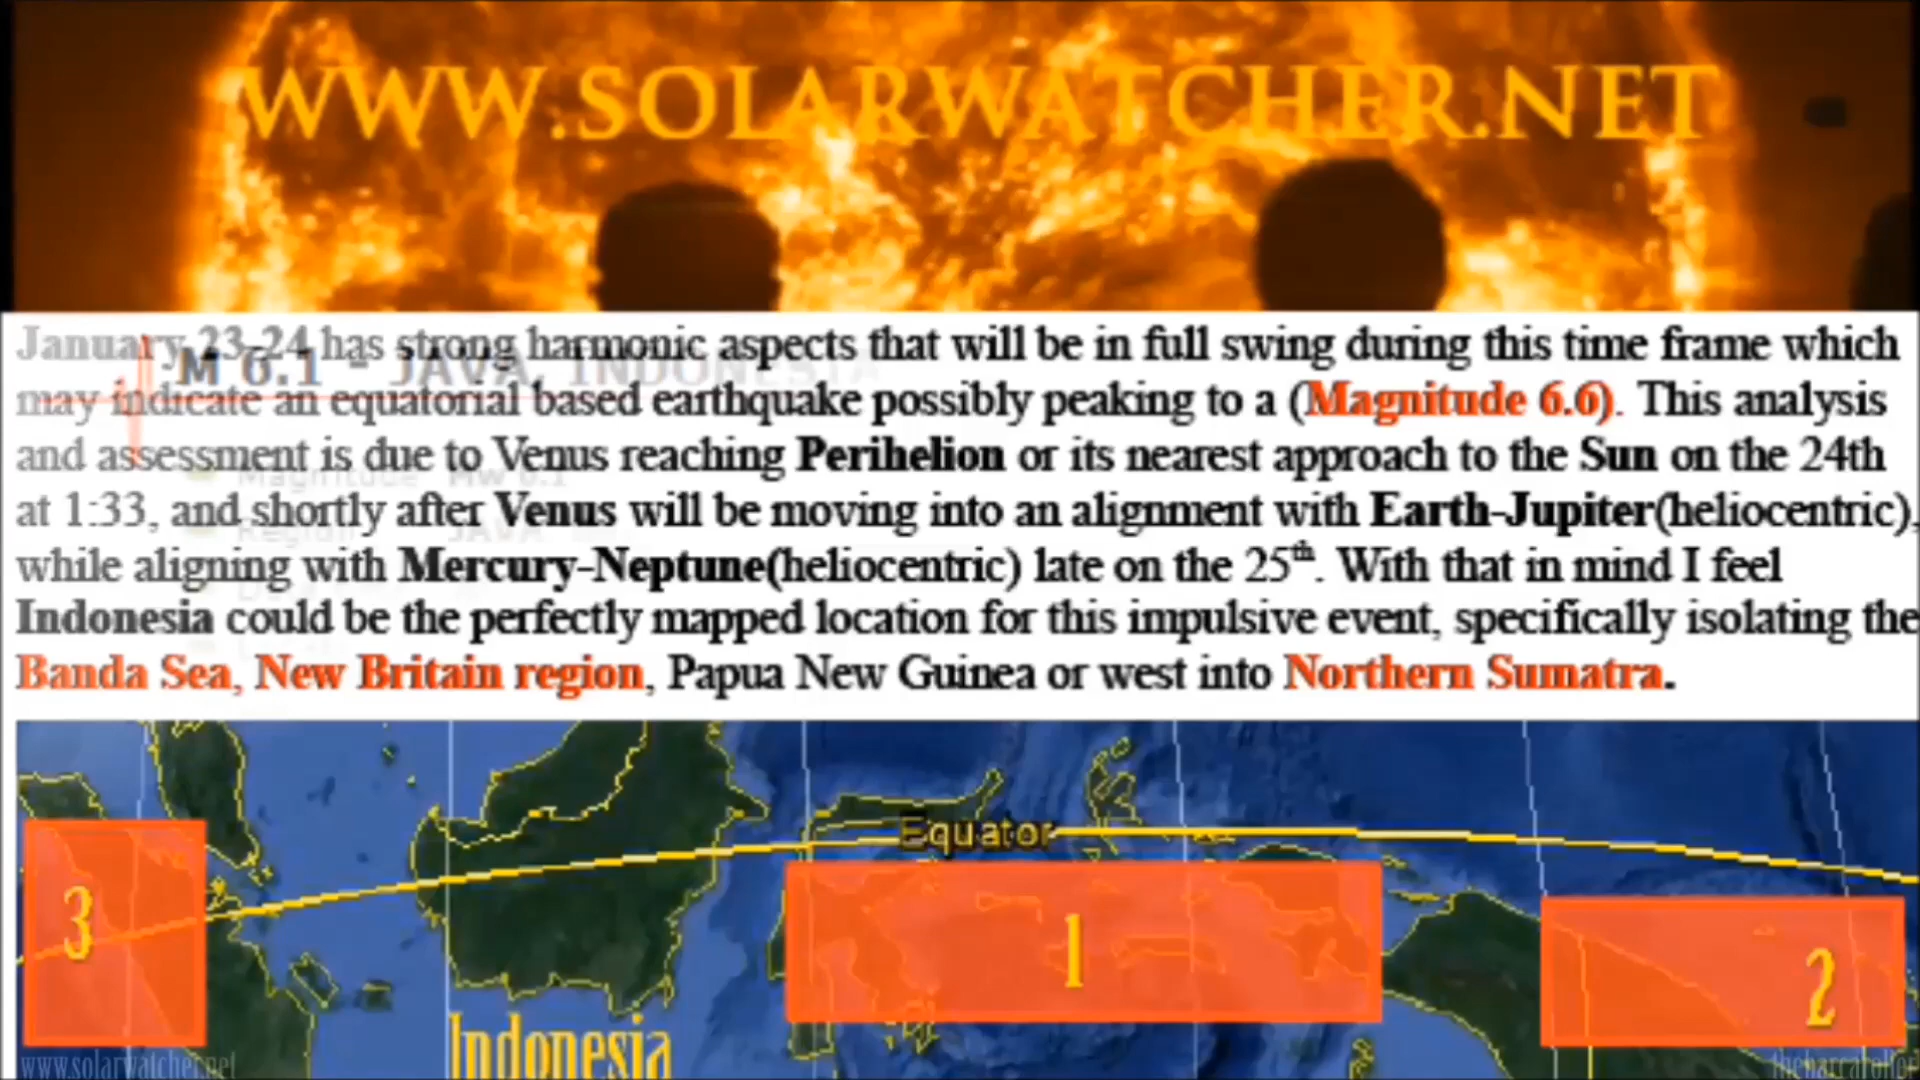 WWW.SOLARWATCHER.NET
January 23-24 has strong harmonic aspects that will be in full swing during this time frame which
M 6.1 - JAVA, INDONESIA
may indicate an equatorial based earthquake possibly peaking to a (Magnitude 6.6). This analysis
and assessment is due to Venus reaching Perihelion or its nearest approach to the Sun on the 24th
Magnitude Mw 6.1
at 1:33, and shortly after Venus will be moving into an alignment with Earth-Jupiter(heliocentric),
Region JAVA
while aligning with Mercury-Neptune(heliocentric) late on the 25th. With that in mind I feel
Indonesia could be the perfectly mapped location for this impulsive event, specifically isolating the
Banda Sea, New Britain region, Papua New Guinea or west into Northern Sumatra.
Equator
3
1
2
Indonesia
www.solarwatcher.net